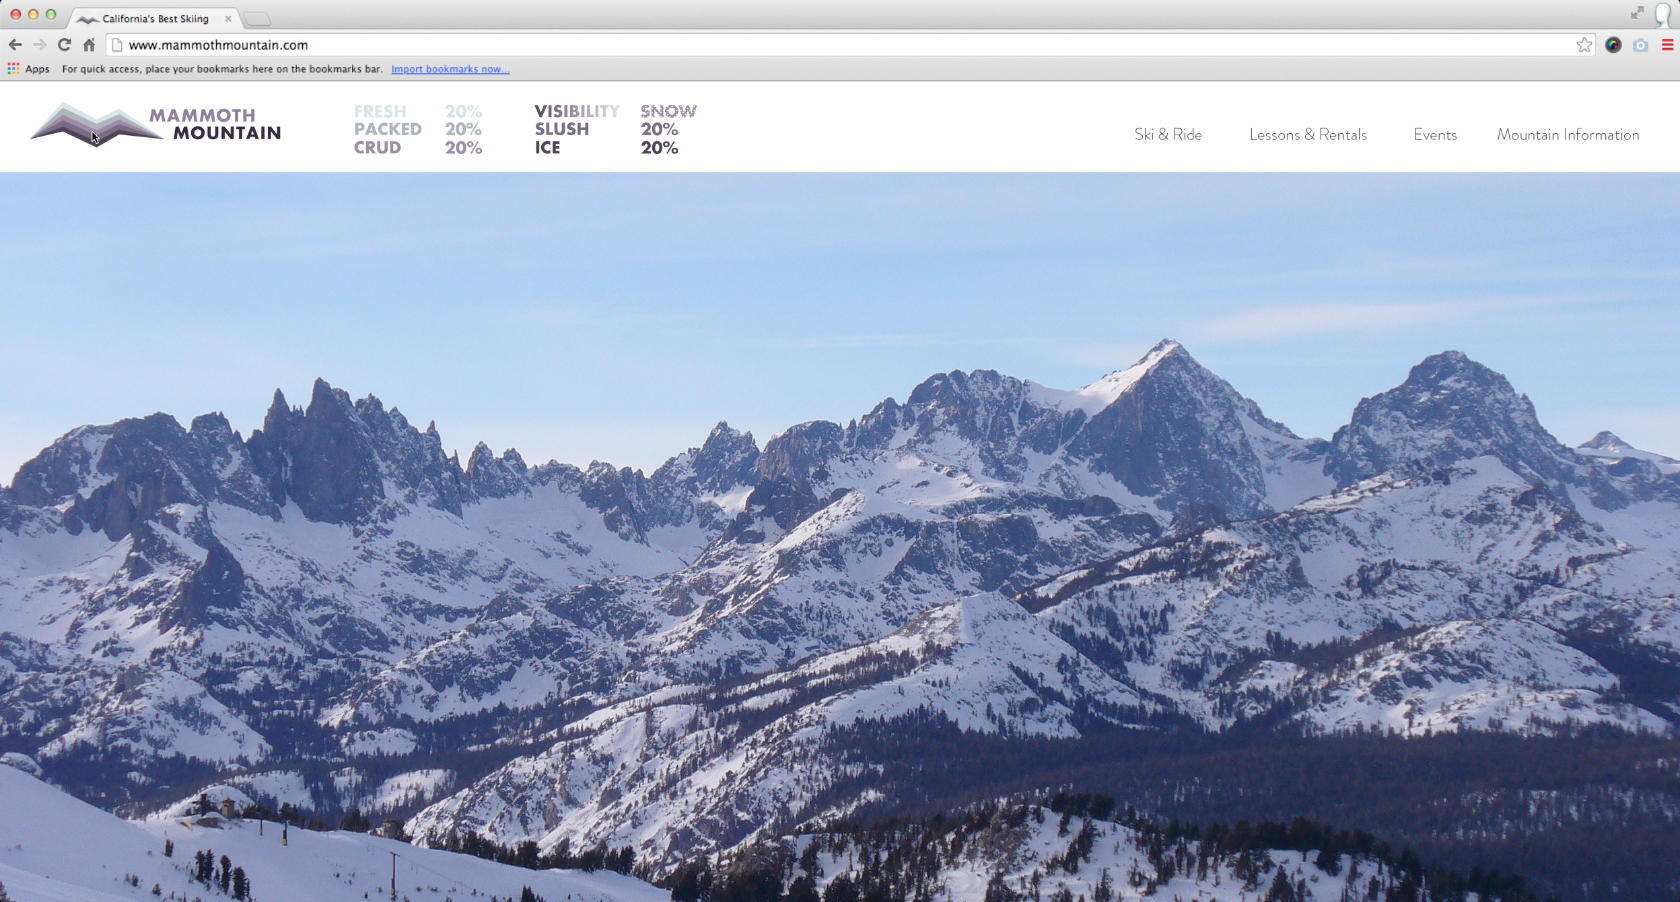 California's Best Skiing
www.mammothmountain.com
Apps For quick access, place your bookmarks here on the bookmarks bar. Import bookmarks now...
MAMMOTH
MOUNTAIN
FRESH 20%
PACKED 20%
CRUD 20%
VISIBILITY SNOW
SLUSH 20%
ICE 20%
Ski & Ride Lessons & Rentals Events Mountain Information